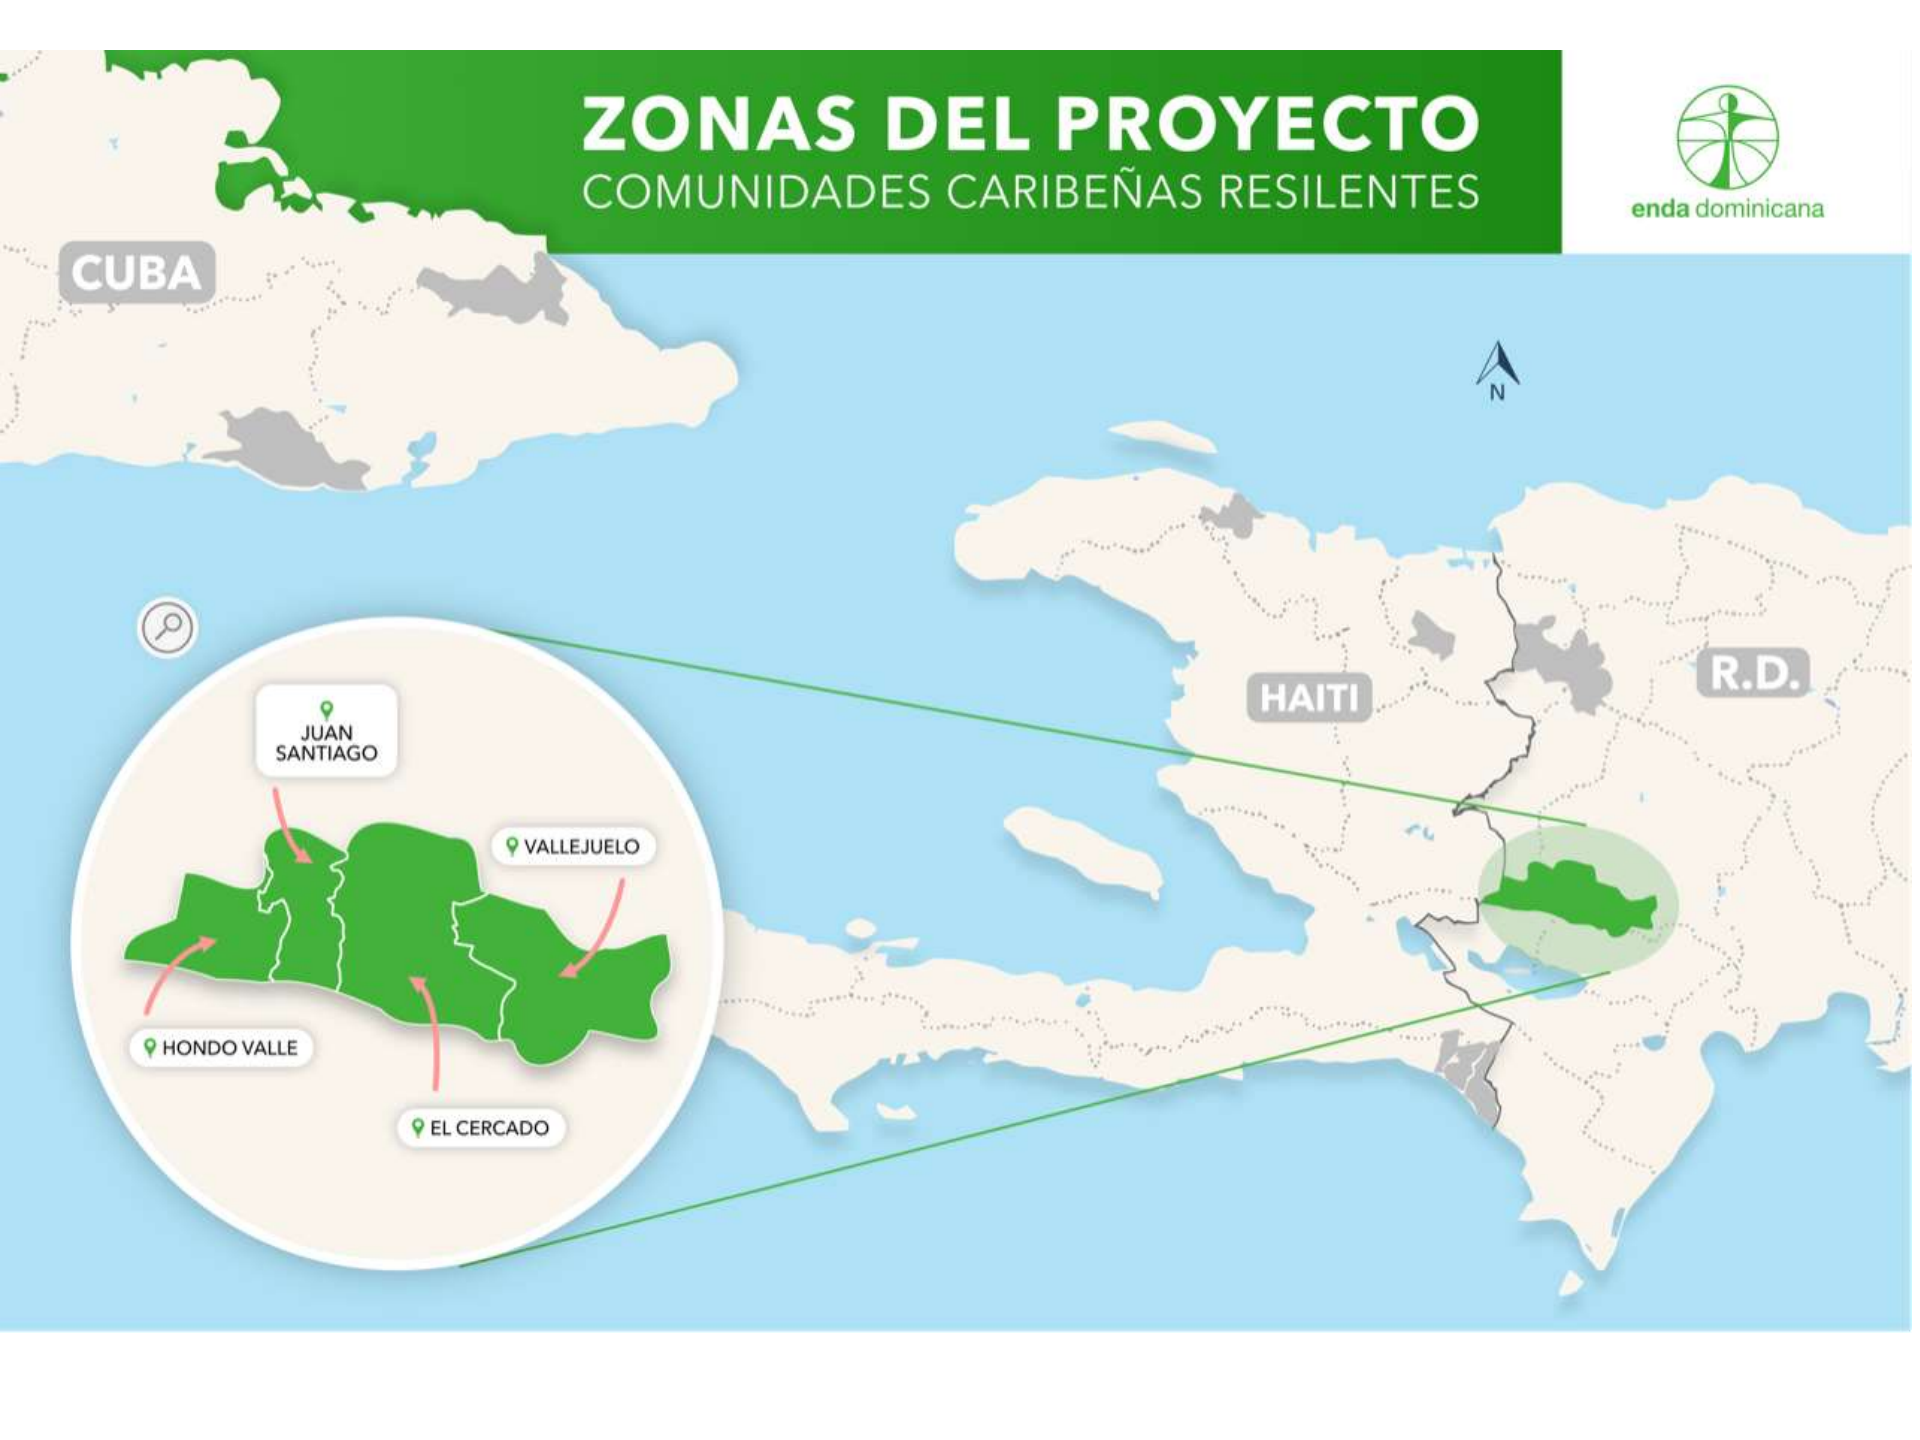 ZONAS DEL PROYECTO
COMUNIDADES CARIBEÑAS RESILENTES
enda dominicana
CUBA
N
HAITI
R.D.
JUAN
SANTIAGO
VALLEJUELO
HONDO VALLE
EL CERCADO